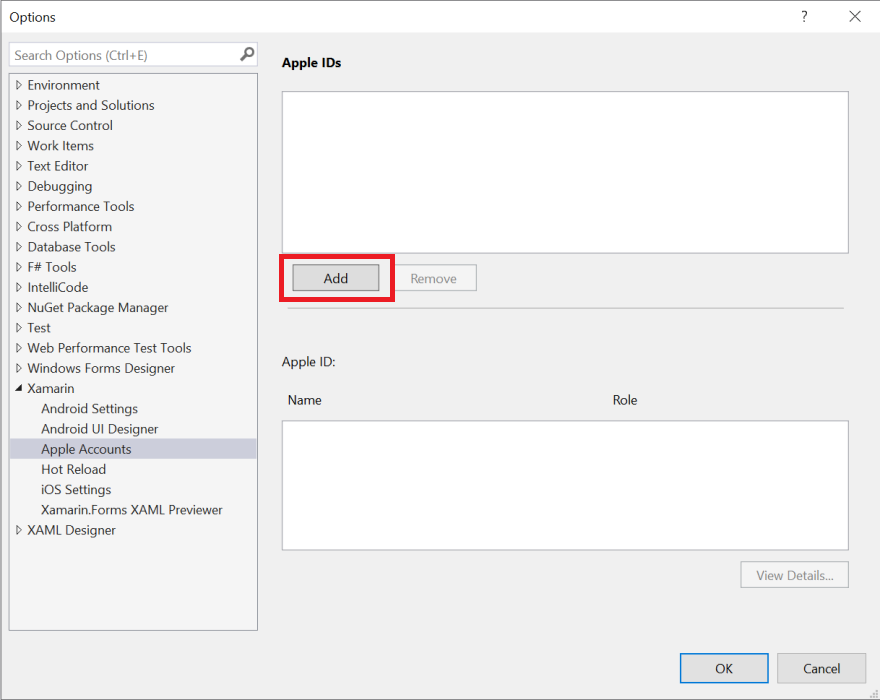 Options
?
Search Options (Ctrl+E)
Environment
Projects and Solutions
Source Control
Work Items
Text Editor
Debugging
Performance Tools
Cross Platform
Database Tools
F# Tools
IntelliCode
NuGet Package Manager
Test
Web Performance Test Tools
Windows Forms Designer
Xamarin
Android Settings
Android UI Designer
Apple Accounts
Hot Reload
iOS Settings
Xamarin.Forms XAML Previewer
XAML Designer
Apple IDs
Add Remove
Apple ID:
Name Role
View Details...
OK Cancel